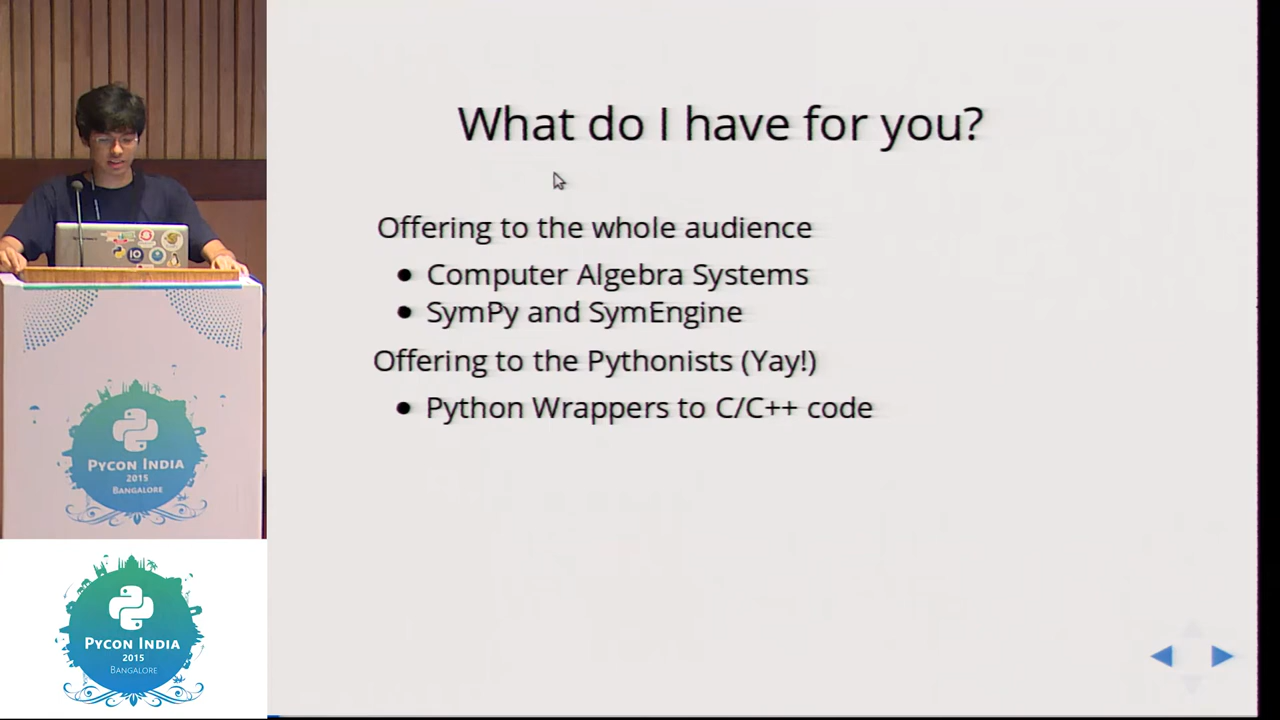 What do I have for you?
Offering to the whole audience
• Computer Algebra Systems
• SymPy and SymEngine
Offering to the Pythonists (Yay!)
• Python Wrappers to C/C++ code
PYCON INDIA
2015
BANGALORE
PYCON INDIA
2015
BANGALORE